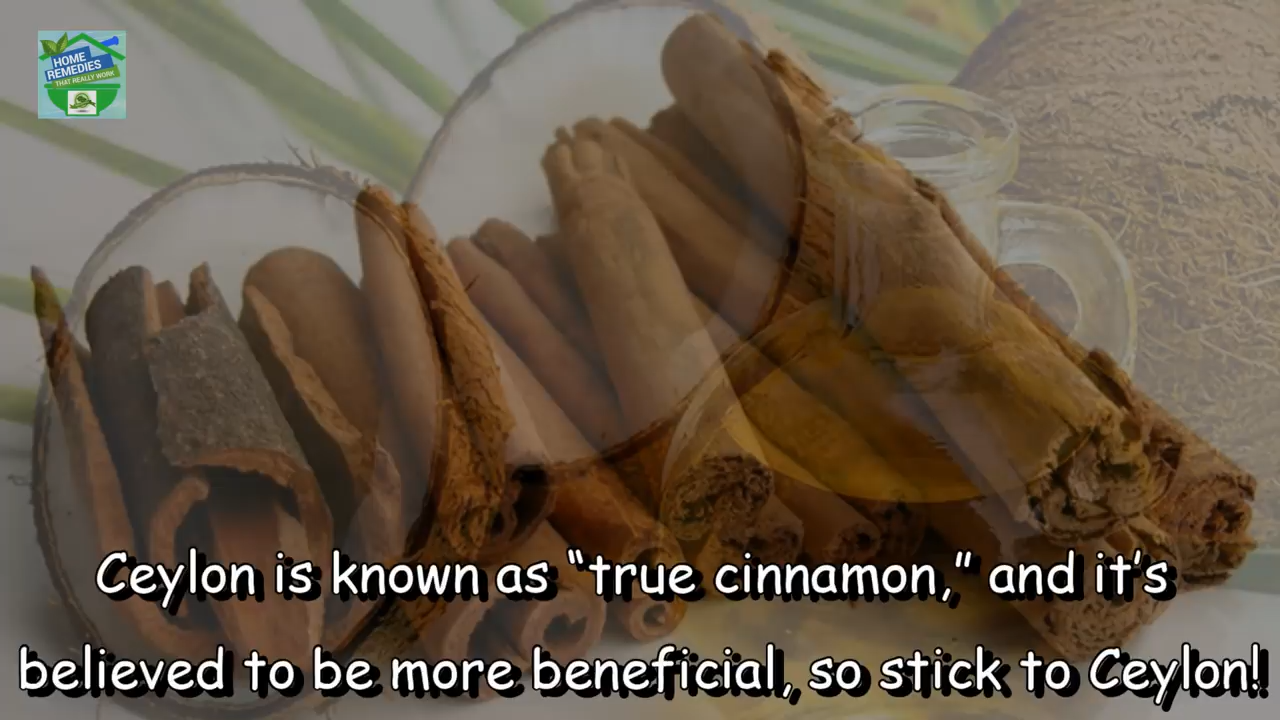 HOME
REMEDIES
THAT REALLY WORK
Ceylon is known as “true cinnamon,” and it’s
believed to be more beneficial, so stick to Ceylon!